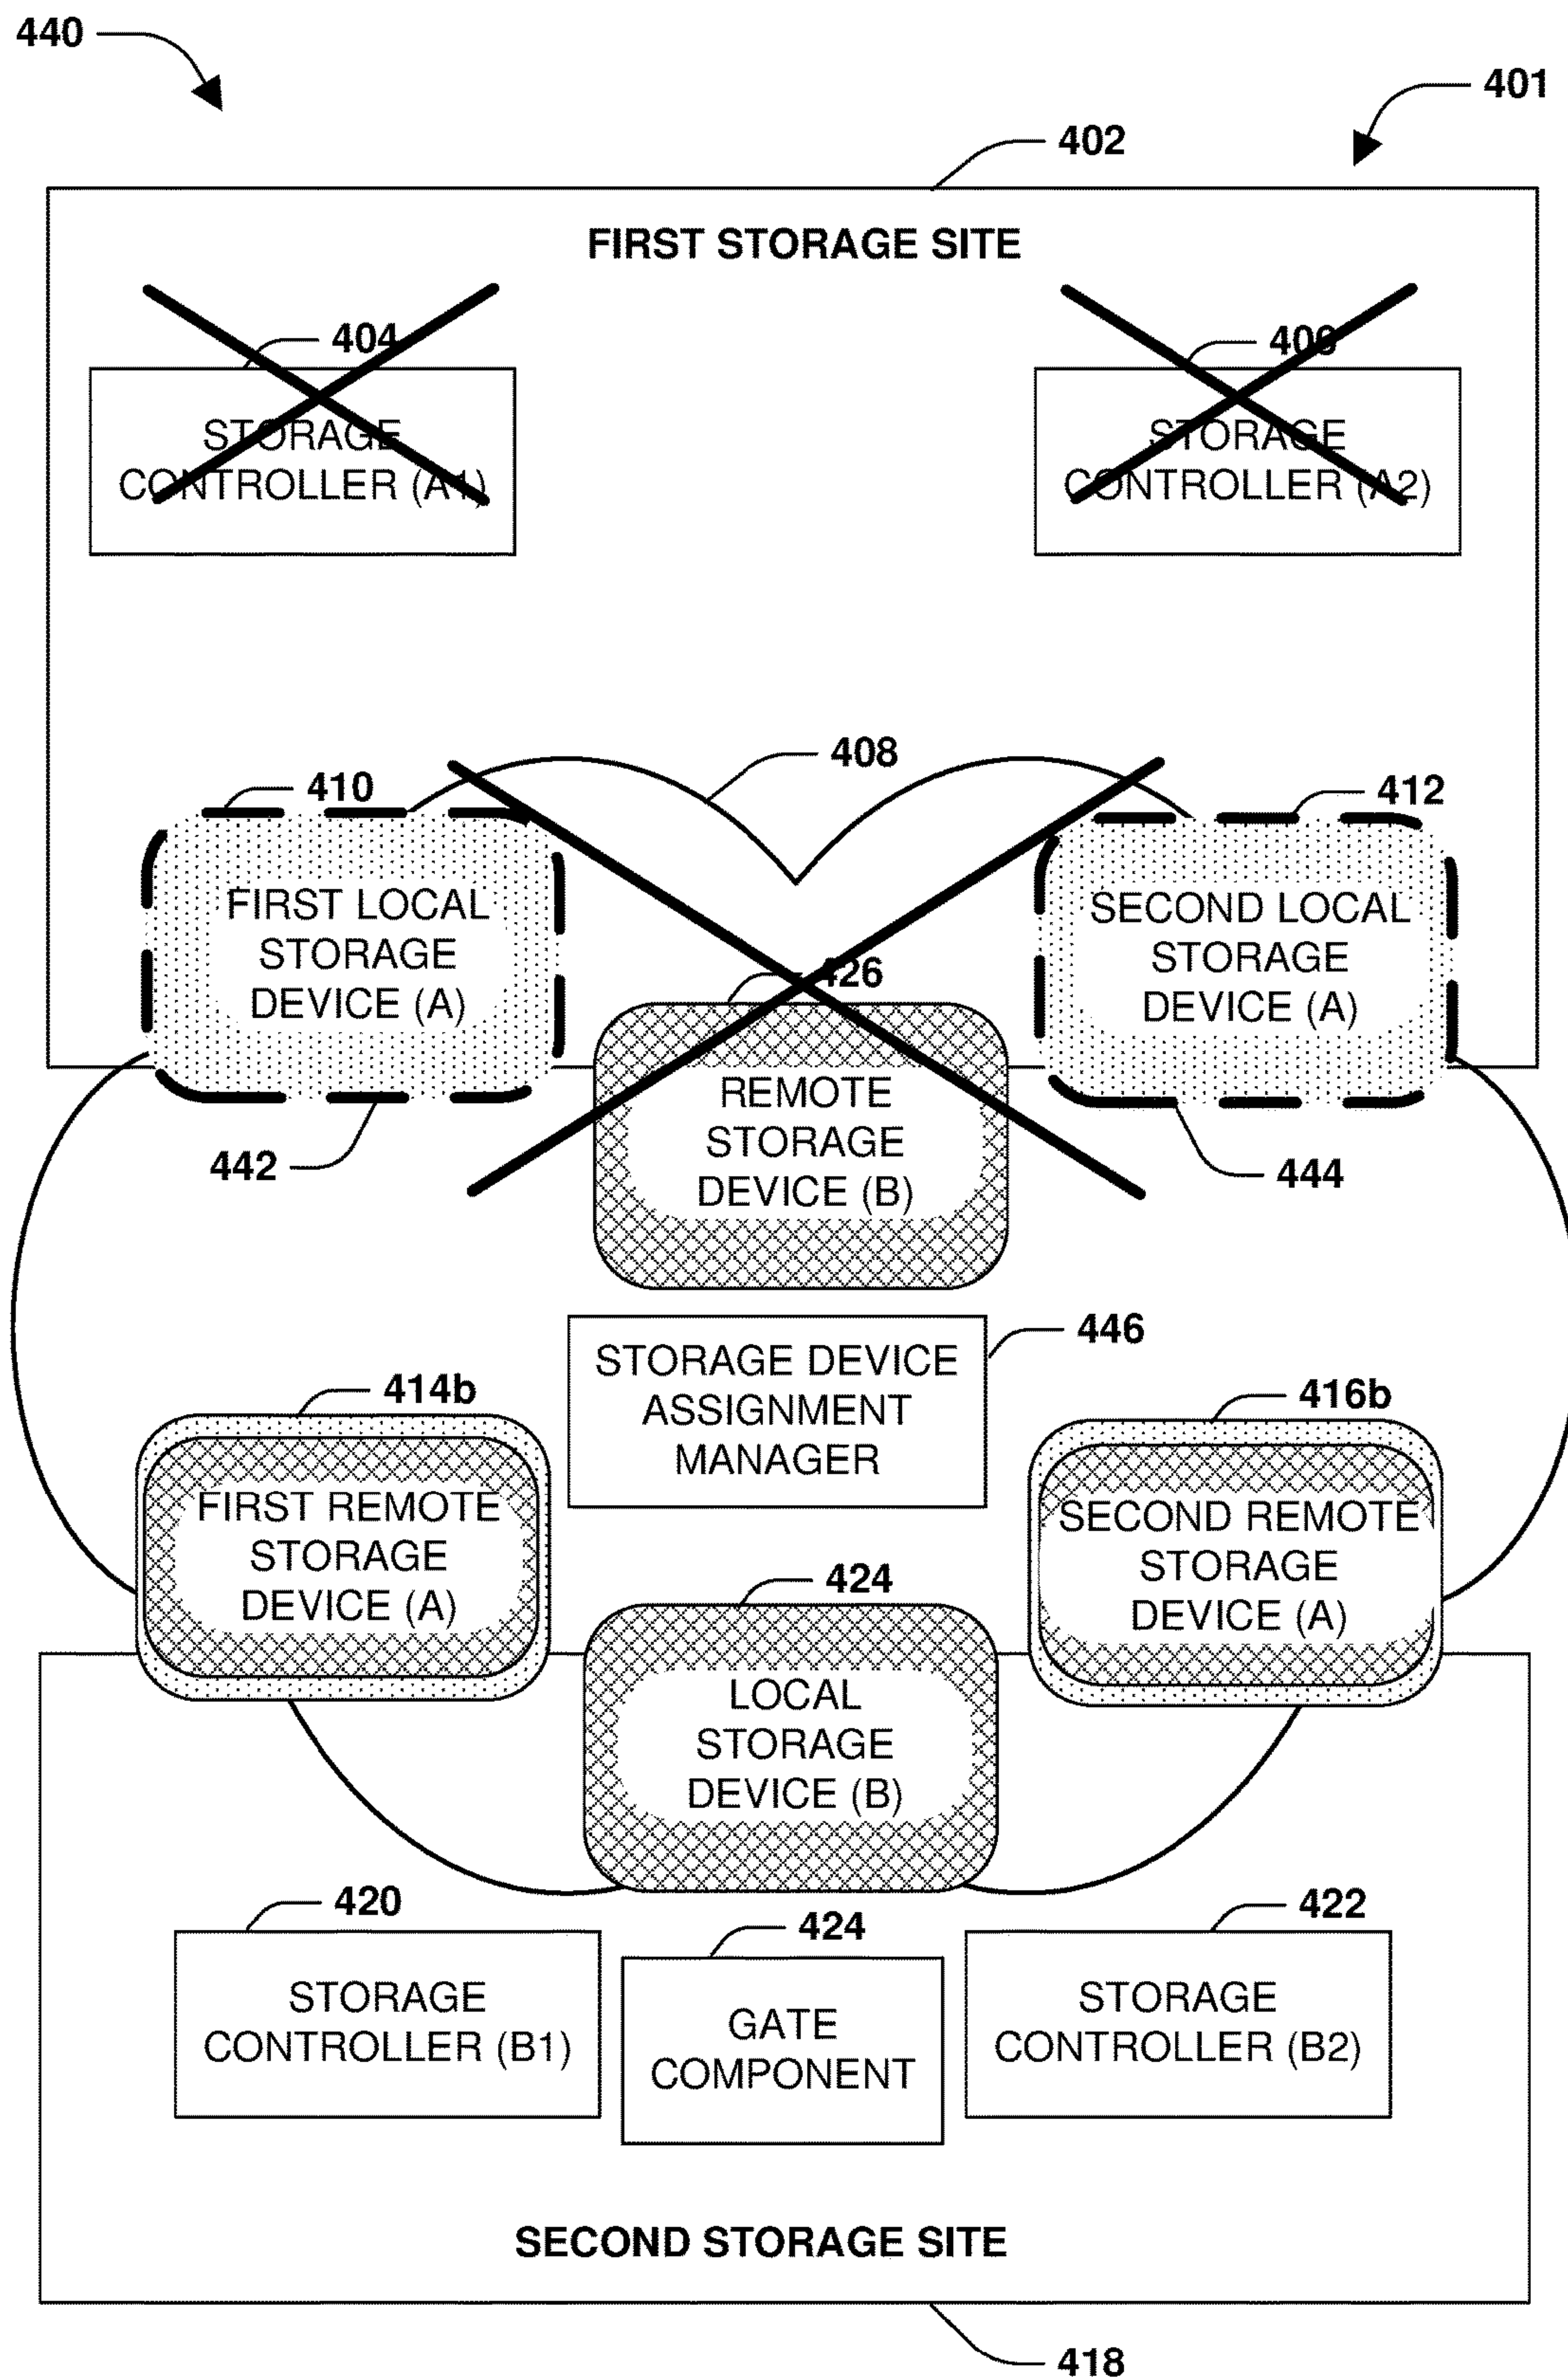 440
401
402
FIRST STORAGE SITE
404
406
STORAGE
CONTROLLER (A1)
STORAGE
CONTROLLER (A2)
408
410
412
FIRST LOCAL
STORAGE
DEVICE (A)
SECOND LOCAL
STORAGE
DEVICE (A)
426
REMOTE
STORAGE
DEVICE (B)
442
444
446
STORAGE DEVICE
ASSIGNMENT
MANAGER
414b
416b
FIRST REMOTE
STORAGE
DEVICE (A)
SECOND REMOTE
STORAGE
DEVICE (A)
424
LOCAL
STORAGE
DEVICE (B)
420
424
422
STORAGE
CONTROLLER (B1)
GATE
COMPONENT
STORAGE
CONTROLLER (B2)
SECOND STORAGE SITE
418